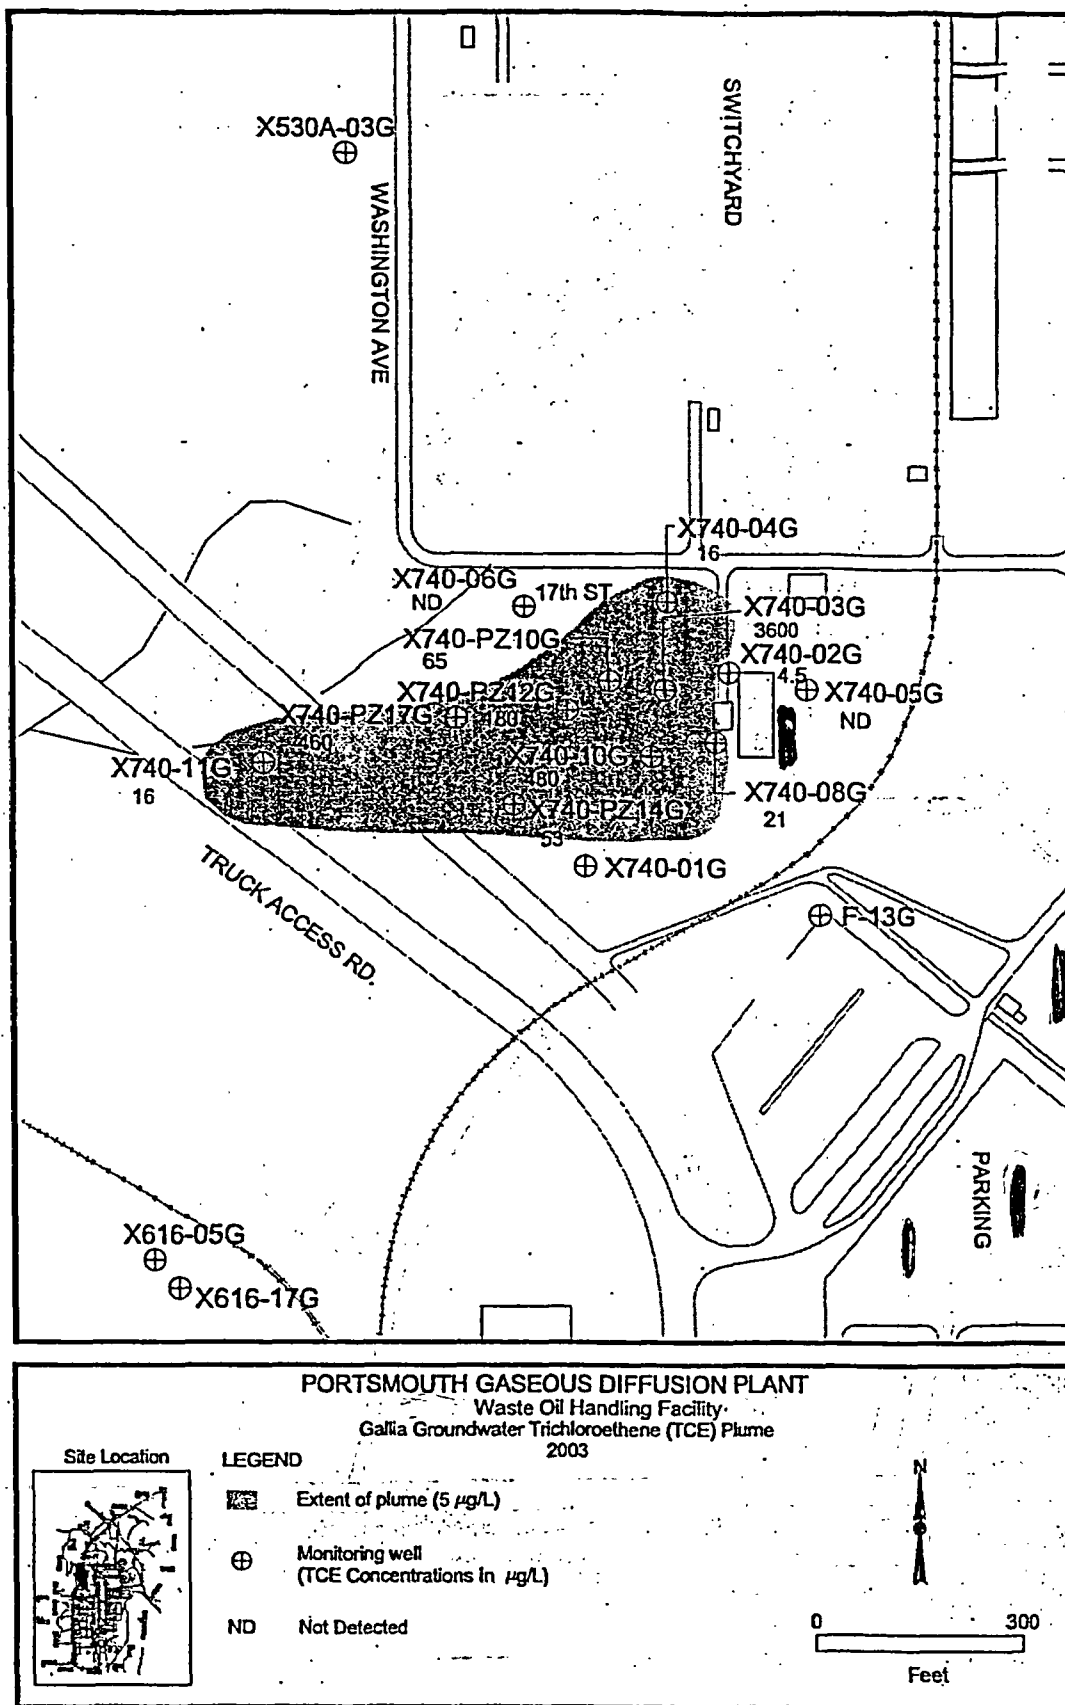 X530A-03G
SWITCHYARD
WASHINGTON AVE
X740-04G
16
X740-06G
ND
17th ST
X740-03G
3600
X740-PZ10G
65
X740-02G
4.5
X740-05G
ND
X740-PZ12G
180
X740-PZ17G
460
X740-10G
480
X740-11G
16
X740-08G
21
X740-PZ14G
53
X740-01G
F-13G
TRUCK ACCESS RD.
PARKING
X616-05G
X616-17G
PORTSMOUTH GASEOUS DIFFUSION PLANT
Waste Oil Handling Facility
Gallia Groundwater Trichloroethene (TCE) Plume
2003
Site Location
LEGEND
Extent of plume (5 µg/L)
Monitoring well
(TCE Concentrations in µg/L)
ND Not Detected
N
0 300
Feet